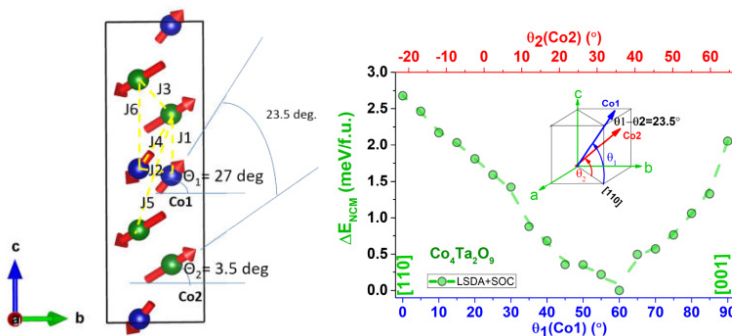 J3
J6
J4
J1
J2
J5
Θ₁= 27 deg
Co1
Θ₂= 3.5 deg
Co2
23.5 deg.
c
a
b
θ₂(Co2) (°)
-20 -10 0 10 20 30 40 50 60
3.0
2.5
2.0
1.5
1.0
0.5
0.0
ΔE_NCM (meV/f.u.)
C
Co1
θ1-θ2=23.5°
Co2
θ₁
θ₂
a
b
[110]
Co₄Ta₂O₉
LSDA+SOC
[110]
[001]
0 10 20 30 40 50 60 70 80 90
θ₁(Co1) (°)